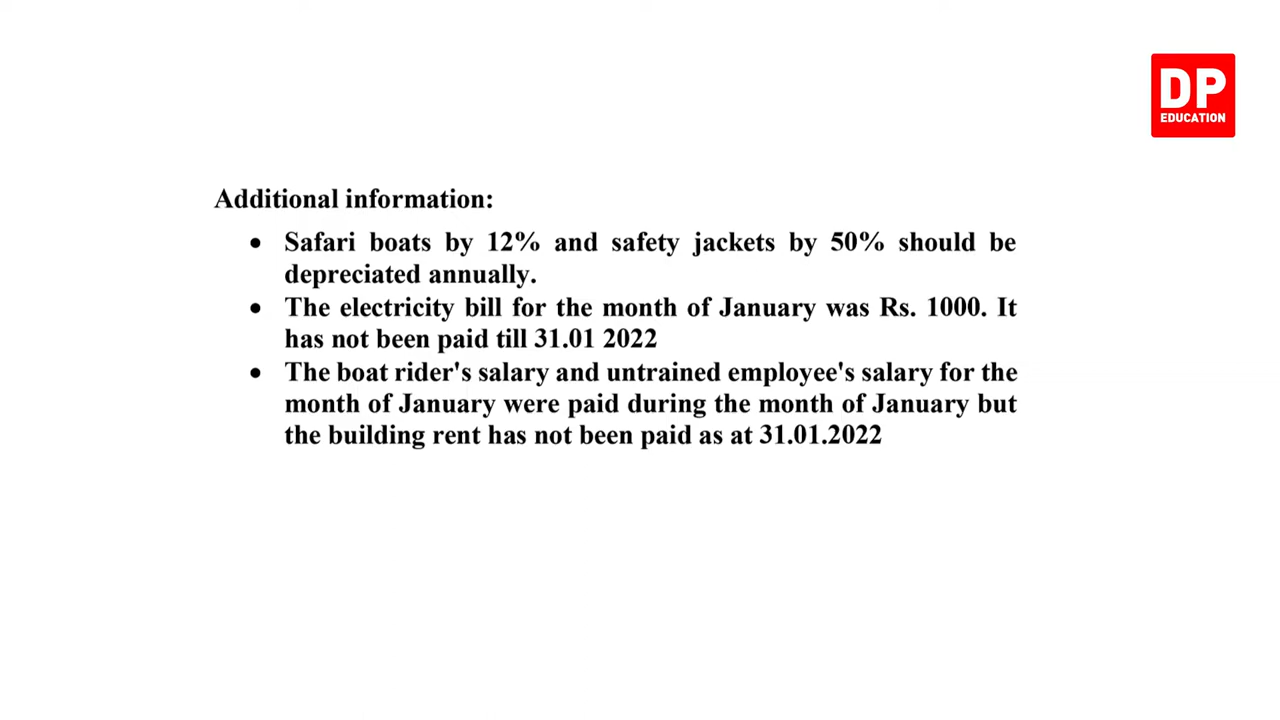 DP
EDUCATION
Additional information:
• Safari boats by 12% and safety jackets by 50% should be
depreciated annually.
• The electricity bill for the month of January was Rs. 1000. It
has not been paid till 31.01 2022
• The boat rider's salary and untrained employee's salary for the
month of January were paid during the month of January but
the building rent has not been paid as at 31.01.2022